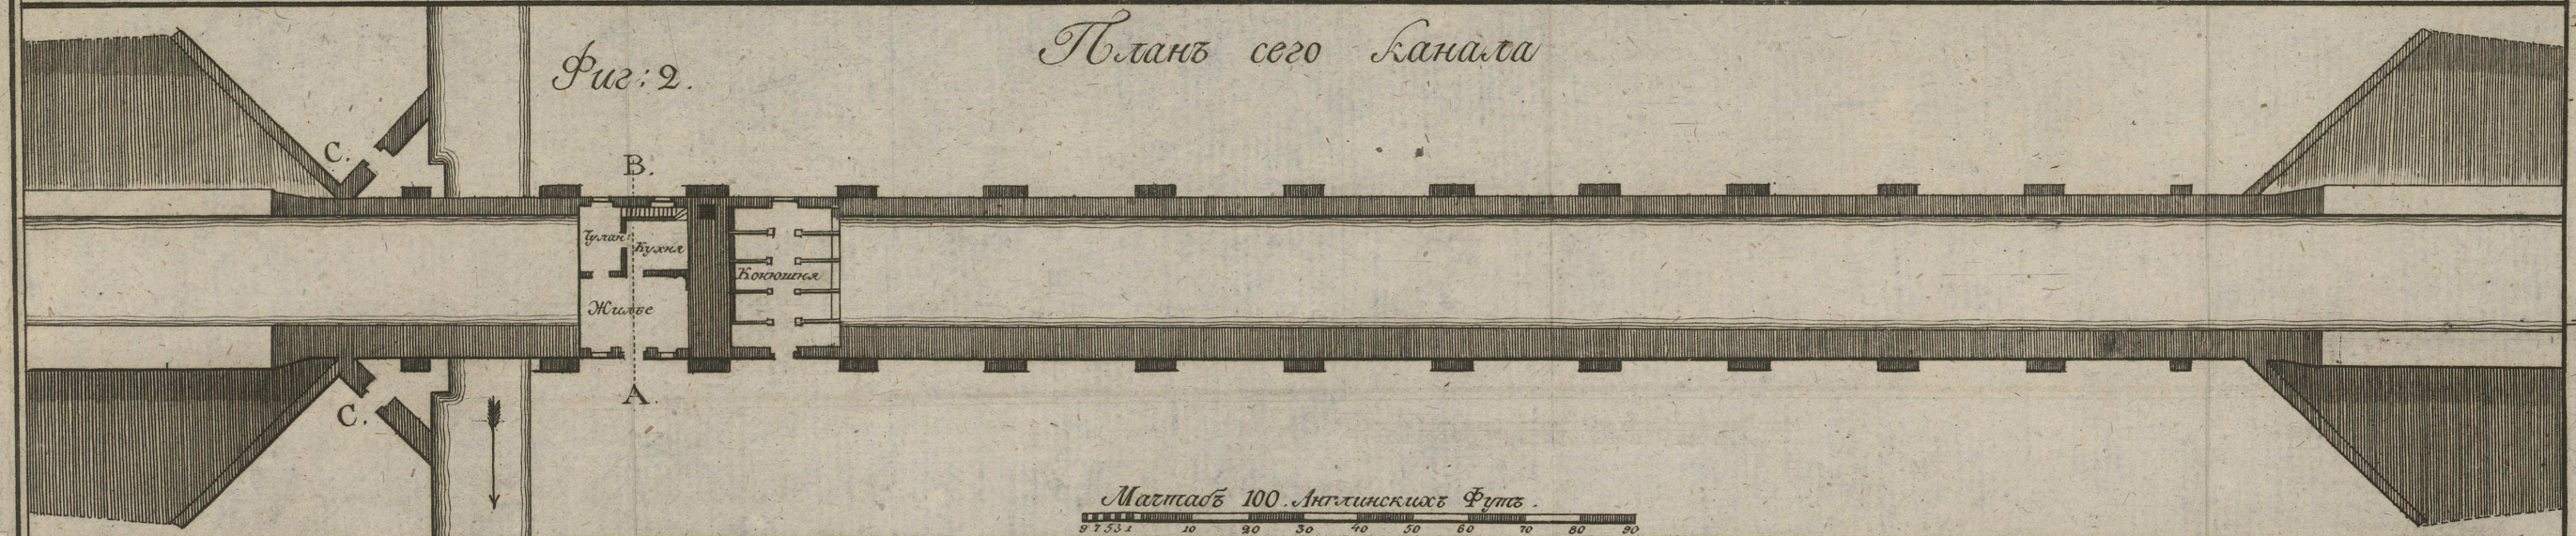 Планъ сего канала
Фиг: 2.
C.
B.
Чулан:
Кухня
Конюшня
Жилье
A.
C.
Мачтабъ 100. Англинскихъ Футъ.
9 7 5 3 1 10 20 30 40 50 60 70 80 90